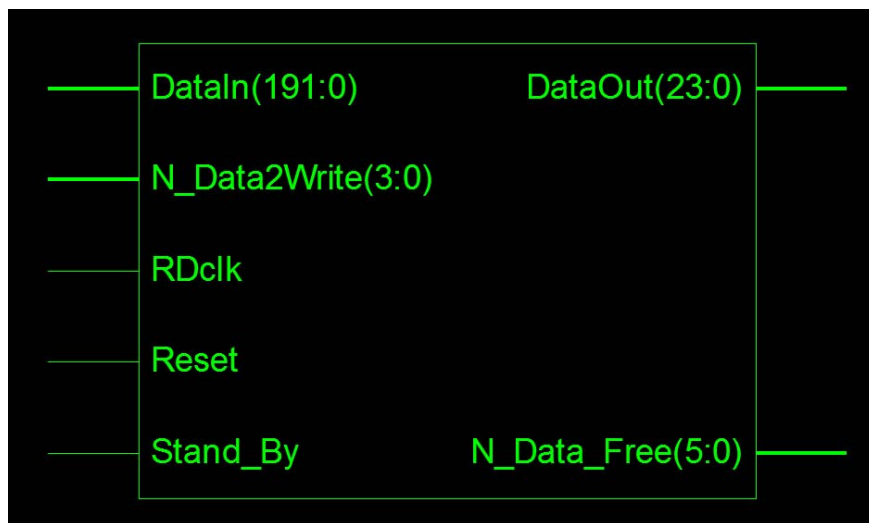 DataIn(191:0) DataOut(23:0)
N_Data2Write(3:0)
RDclk
Reset
Stand_By N_Data_Free(5:0)